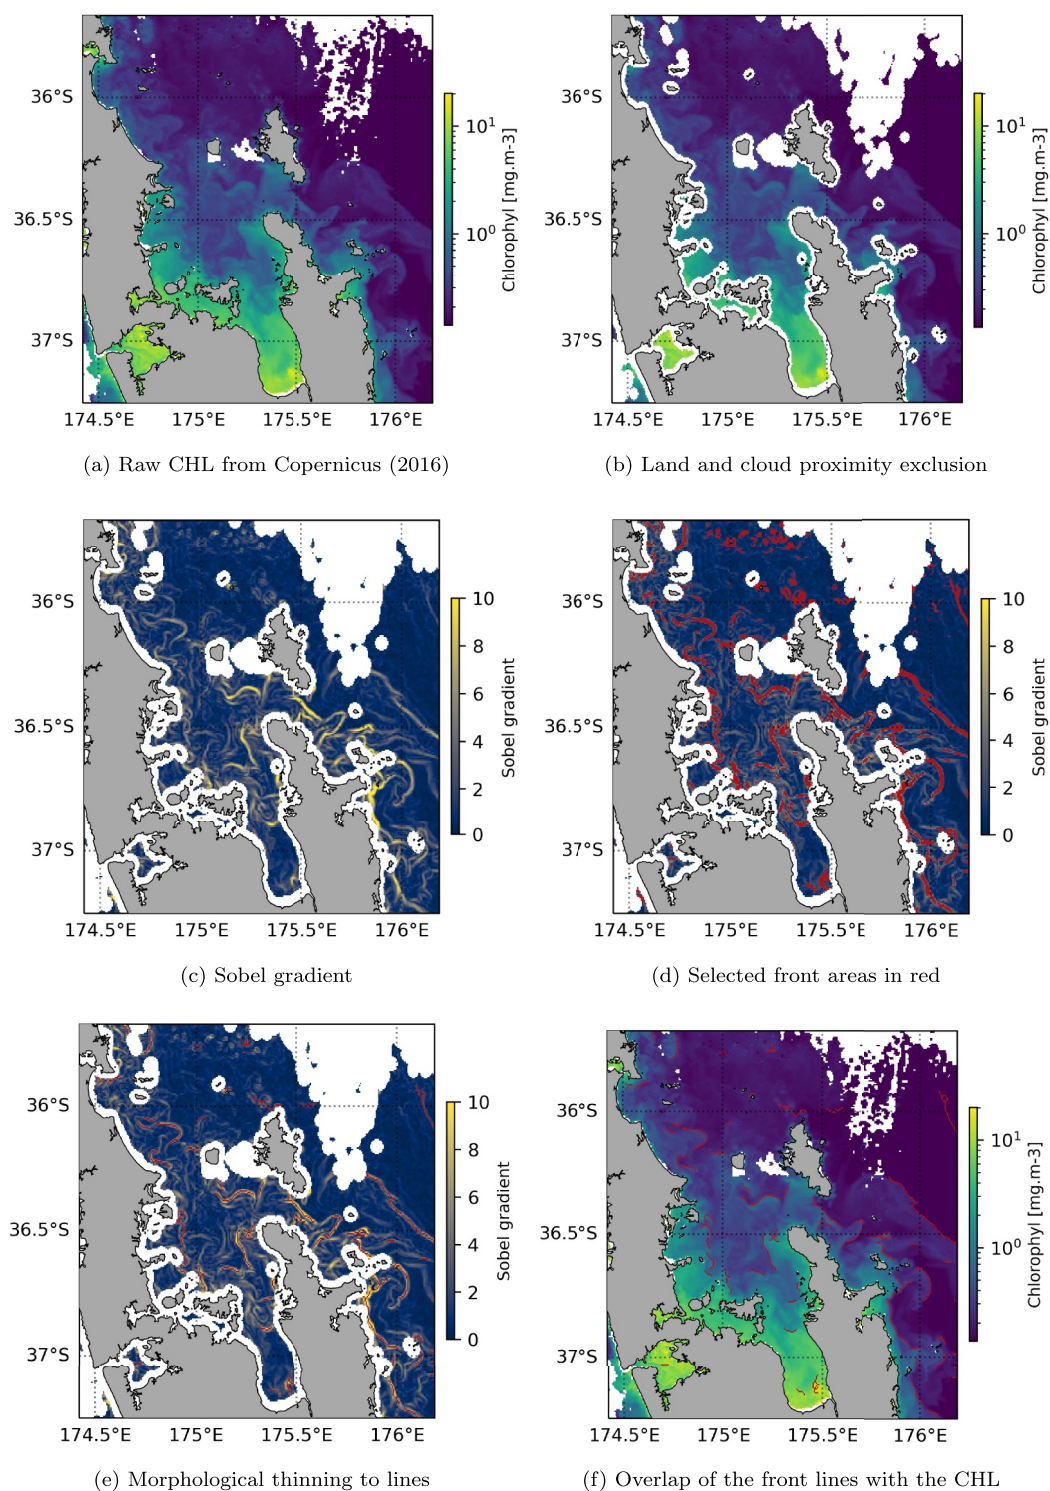 36°S
36.5°S
37°S
174.5°E 175°E 175.5°E 176°E
10¹
10⁰
Chlorophyl [mg.m-3]
(a) Raw CHL from Copernicus (2016)
36°S
36.5°S
37°S
174.5°E 175°E 175.5°E 176°E
10¹
10⁰
Chlorophyl [mg.m-3]
(b) Land and cloud proximity exclusion
36°S
36.5°S
37°S
174.5°E 175°E 175.5°E 176°E
10
8
6
4
2
0
Sobel gradient
(c) Sobel gradient
36°S
36.5°S
37°S
174.5°E 175°E 175.5°E 176°E
10
8
6
4
2
0
Sobel gradient
(d) Selected front areas in red
36°S
36.5°S
37°S
174.5°E 175°E 175.5°E 176°E
10
8
6
4
2
0
Sobel gradient
(e) Morphological thinning to lines
36°S
36.5°S
37°S
174.5°E 175°E 175.5°E 176°E
10¹
10⁰
Chlorophyl [mg.m-3]
(f) Overlap of the front lines with the CHL